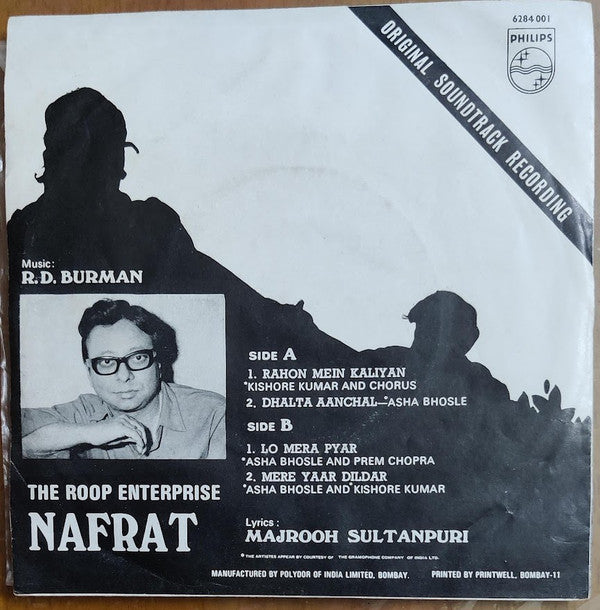 6284 001
PHILIPS
ORIGINAL SOUNDTRACK RECORDING
Music:
R.D. BURMAN
SIDE A
1. RAHON MEIN KALIYAN
*KISHORE KUMAR AND CHORUS
2. DHALTA AANCHAL—*ASHA BHOSLE
SIDE B
1. LO MERA PYAR
*ASHA BHOSLE AND PREM CHOPRA
2. MERE YAAR DILDAR
*ASHA BHOSLE AND *KISHORE KUMAR
THE ROOP ENTERPRISE
NAFRAT
Lyrics :
MAJROOH SULTANPURI
* THE ARTISTES APPEAR BY COURTESY OF THE GRAMOPHONE COMPANY OF INDIA LTD.
MANUFACTURED BY POLYDOR OF INDIA LIMITED, BOMBAY. PRINTED BY PRINTWELL, BOMBAY-11